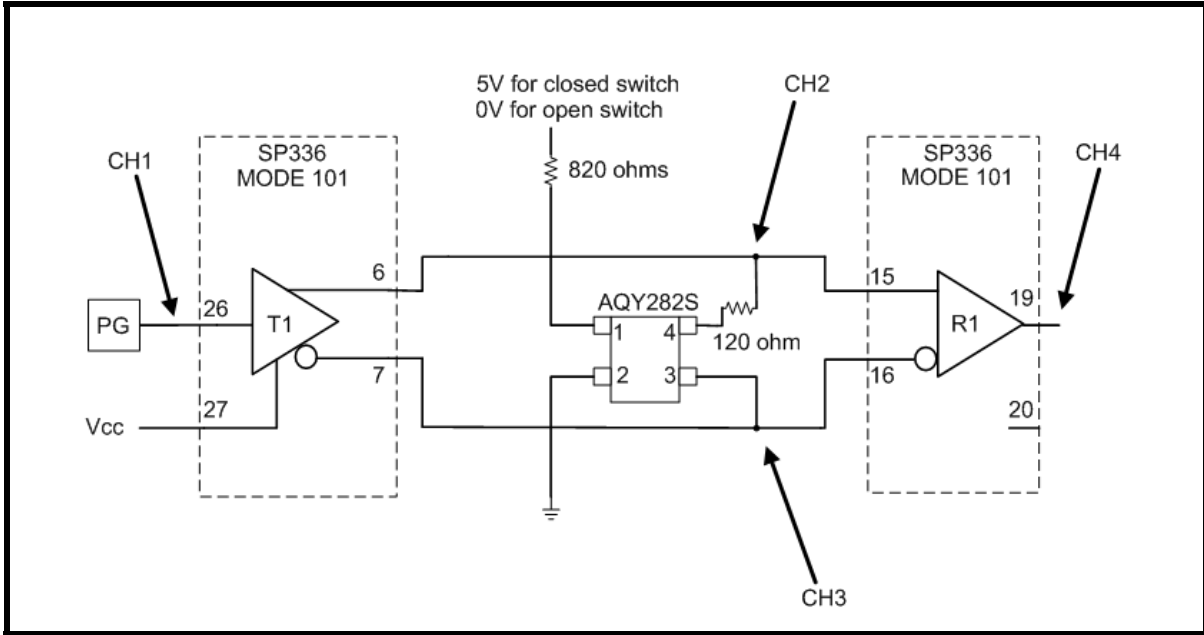 5V for closed switch
0V for open switch
CH2
CH1
SP336
MODE 101
820 ohms
SP336
MODE 101
CH4
6
15
AQY282S
PG
26
T1
1
4
120 ohm
R1
19
7
2
3
16
Vcc
27
20
CH3